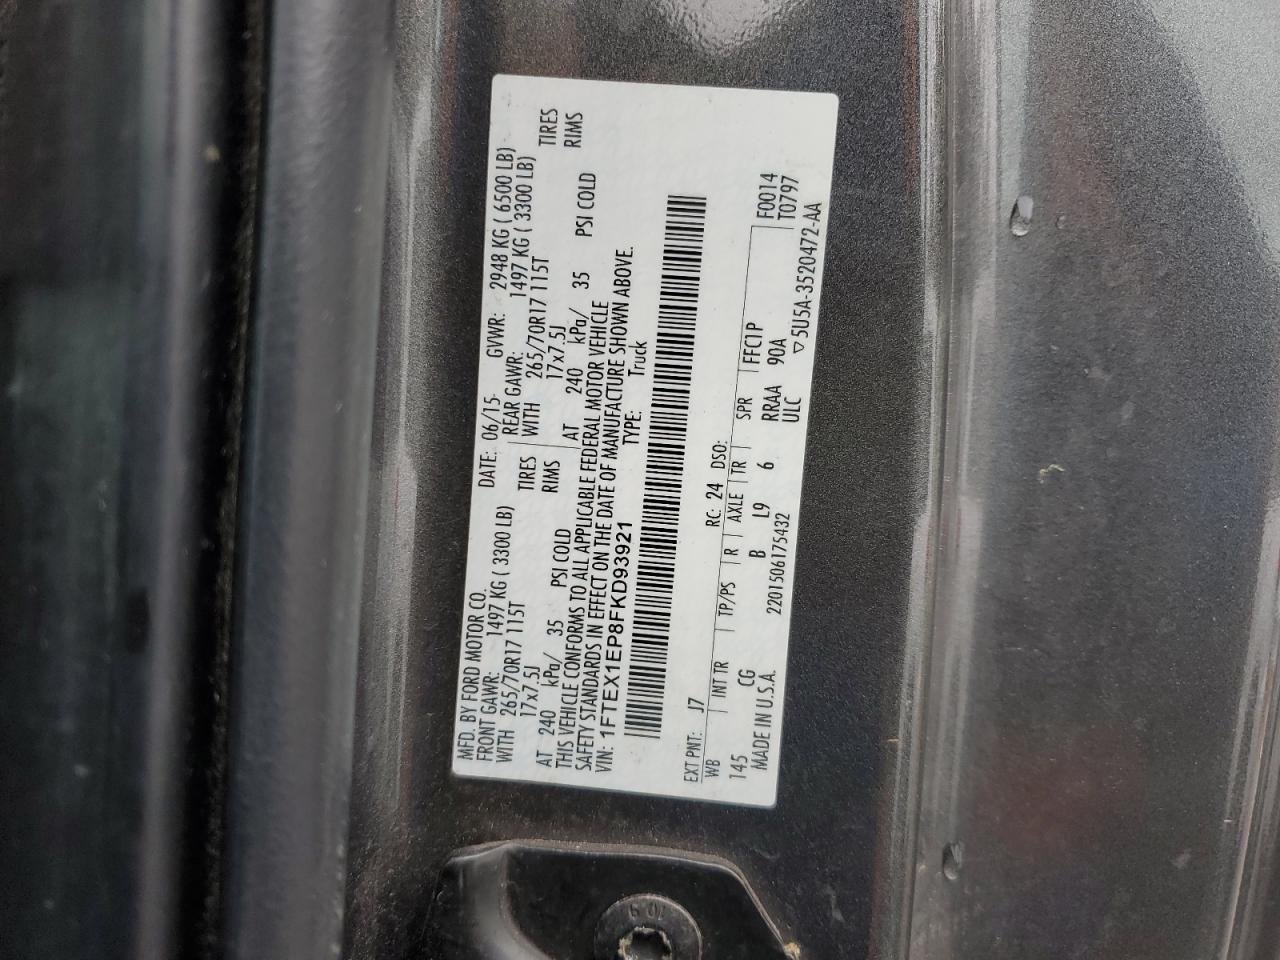 MFD. BY FORD MOTOR CO.
DATE: 06/15 GVWR: 2948 KG ( 6500 LB)
FRONT GAWR: 1497 KG ( 3300 LB) REAR GAWR: 1497 KG ( 3300 LB)
WITH 265/70R17 115T TIRES WITH 265/70R17 115T TIRES
17x7.5J RIMS 17x7.5J RIMS
AT 240 kPa/ 35 PSI COLD AT 240 kPa/ 35 PSI COLD
THIS VEHICLE CONFORMS TO ALL APPLICABLE FEDERAL MOTOR VEHICLE
SAFETY STANDARDS IN EFFECT ON THE DATE OF MANUFACTURE SHOWN ABOVE.
VIN: 1FTEX1EP8FKD93921 TYPE: Truck
EXT PNT: J7 RC: 24 DSO: F0014
WB INT TR TP/PS R AXLE TR SPR FFC1P T0797
145 CG B L9 6 RRAA 90A
MADE IN U.S.A. 2201506175432 ULC ▽5U5A-3520472-AA
10.9